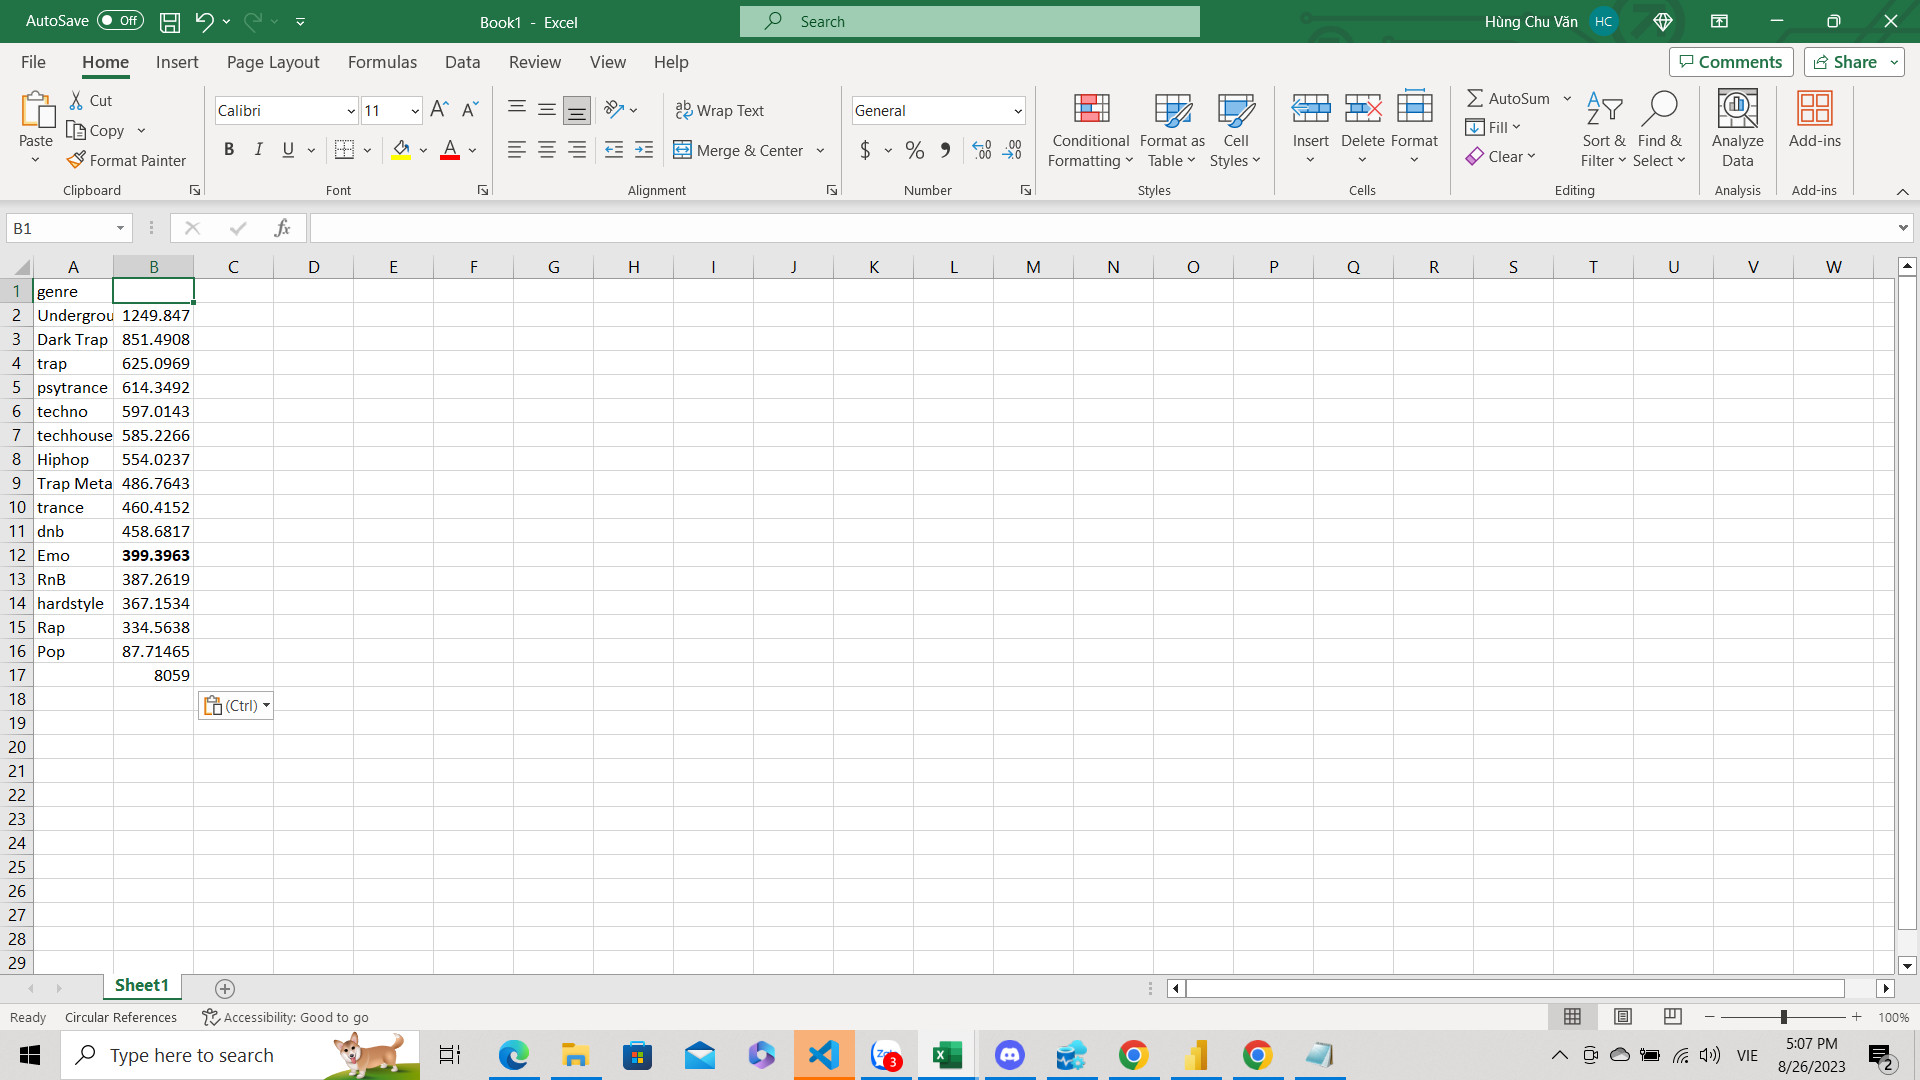 AutoSave Off Book1 - Excel Search Hùng Chu Văn HC
File Home Insert Page Layout Formulas Data Review View Help Comments Share
Paste Cut Copy Format Painter Clipboard
Calibri 11 B I U A Font
Wrap Text Merge & Center Alignment
General $ % Number
Conditional Formatting Format as Table Cell Styles Styles
Insert Delete Format Cells
AutoSum Fill Clear Sort & Filter Find & Select Editing
Analyze Data Analysis
Add-ins Add-ins
B1 fx
A B C D E F G H I J K L M N O P Q R S T U V W
1 genre
2 Undergrou 1249.847
3 Dark Trap 851.4908
4 trap 625.0969
5 psytrance 614.3492
6 techno 597.0143
7 techhouse 585.2266
8 Hiphop 554.0237
9 Trap Meta 486.7643
10 trance 460.4152
11 dnb 458.6817
12 Emo 399.3963
13 RnB 387.2619
14 hardstyle 367.1534
15 Rap 334.5638
16 Pop 87.71465
17 8059
18 (Ctrl)
19
20
21
22
23
24
25
26
27
28
29
Sheet1
Ready Circular References Accessibility: Good to go 100%
Type here to search 3 VIE 5:07 PM
8/26/2023 2